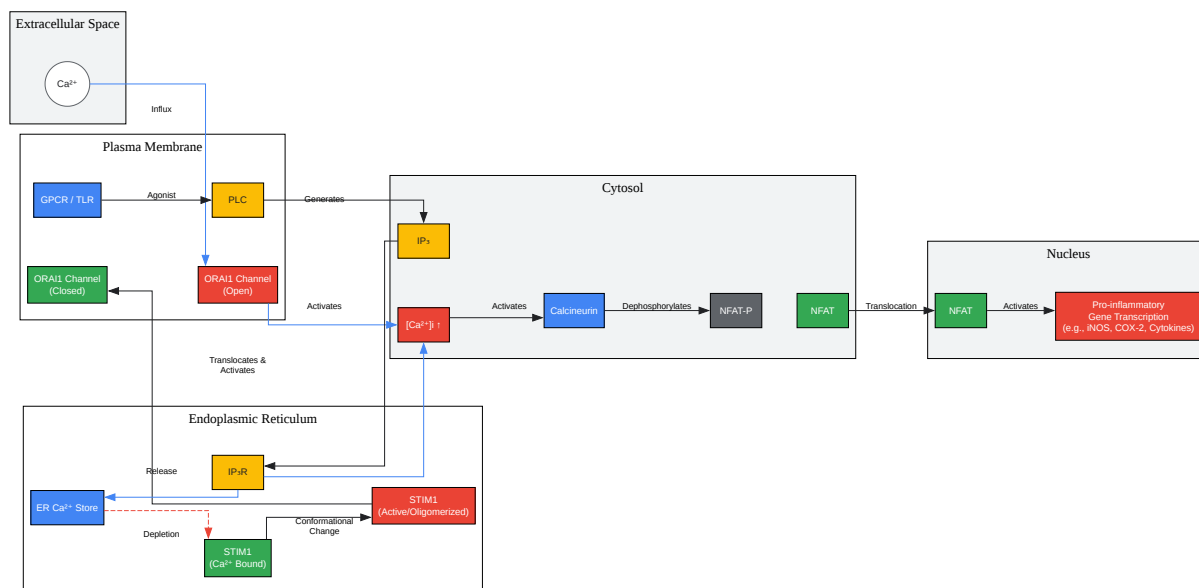 Extracellular Space
Ca²⁺
Influx
Plasma Membrane
GPCR / TLR
Agonist
PLC
Generates
ORAI1 Channel
(Closed)
ORAI1 Channel
(Open)
Activates
Translocates &
Activates
Cytosol
IP₃
[Ca²⁺]i ↑
Activates
Calcineurin
Dephosphorylates
NFAT-P
NFAT
Translocation
Nucleus
NFAT
Activates
Pro-inflammatory
Gene Transcription
(e.g., iNOS, COX-2, Cytokines)
Endoplasmic Reticulum
IP₃R
Release
ER Ca²⁺ Store
Depletion
STIM1
(Ca²⁺ Bound)
Conformational
Change
STIM1
(Active/Oligomerized)